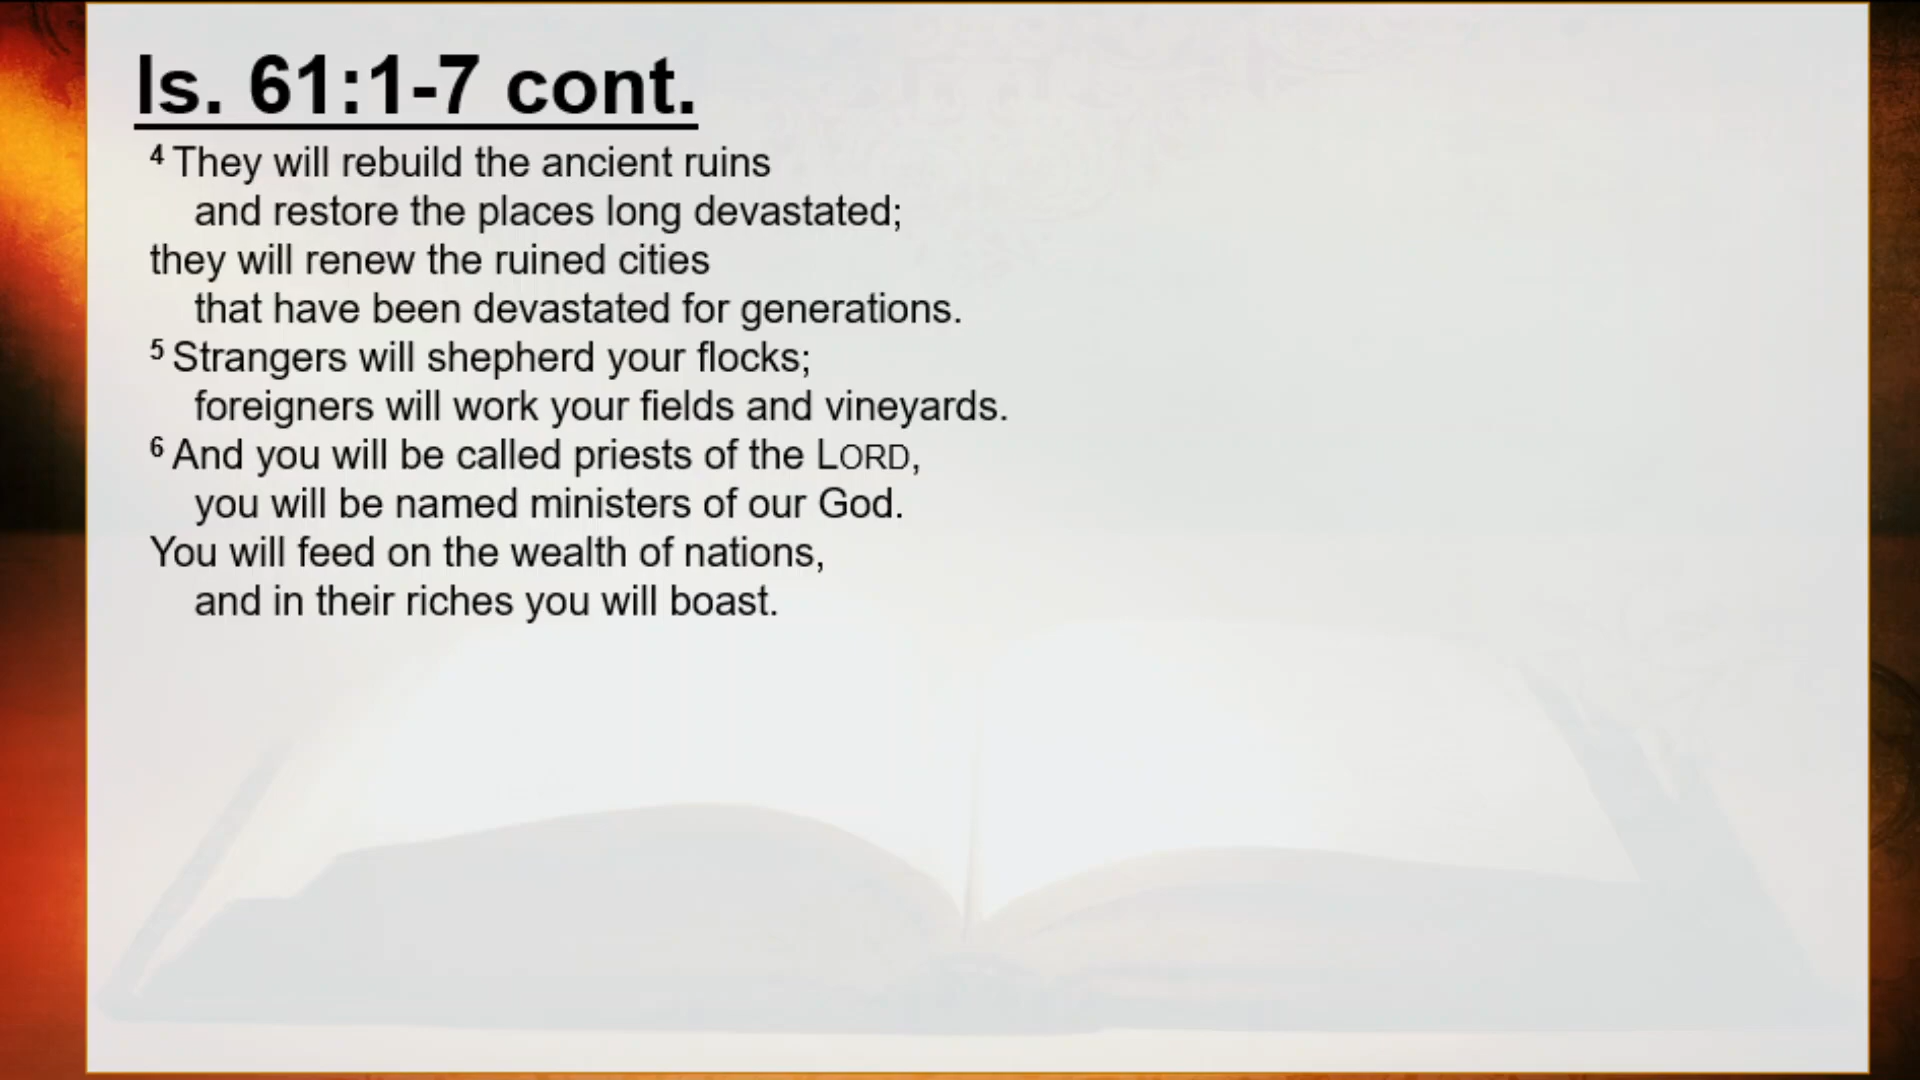 Is. 61:1-7 cont.
4 They will rebuild the ancient ruins
and restore the places long devastated;
they will renew the ruined cities
that have been devastated for generations.
5 Strangers will shepherd your flocks;
foreigners will work your fields and vineyards.
6 And you will be called priests of the LORD,
you will be named ministers of our God.
You will feed on the wealth of nations,
and in their riches you will boast.